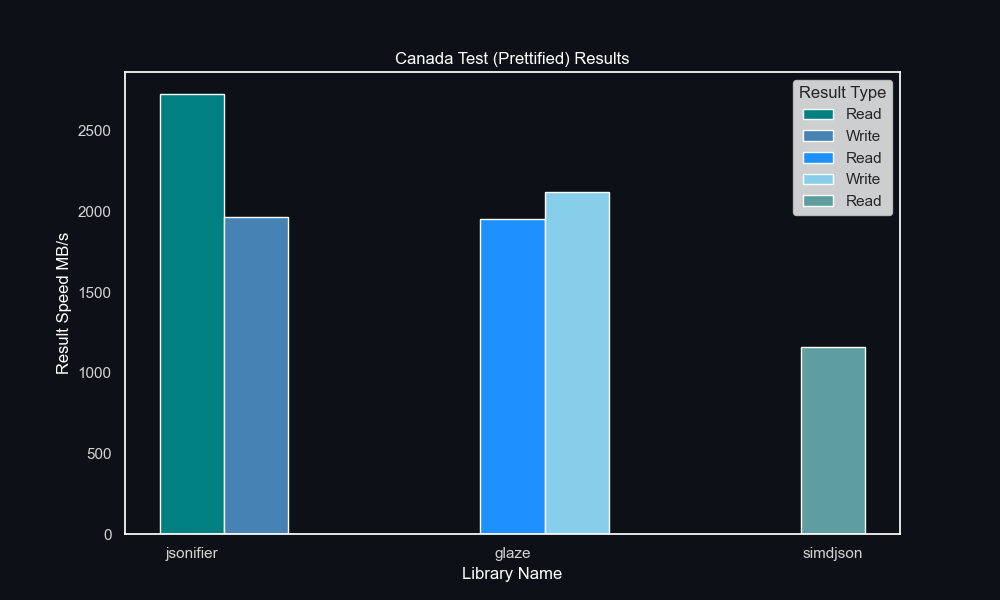 Canada Test (Prettified) Results
Result Type
Read
Write
Read
Write
Read
Result Speed MB/s
2500
2000
1500
1000
500
0
jsonifier
glaze
simdjson
Library Name